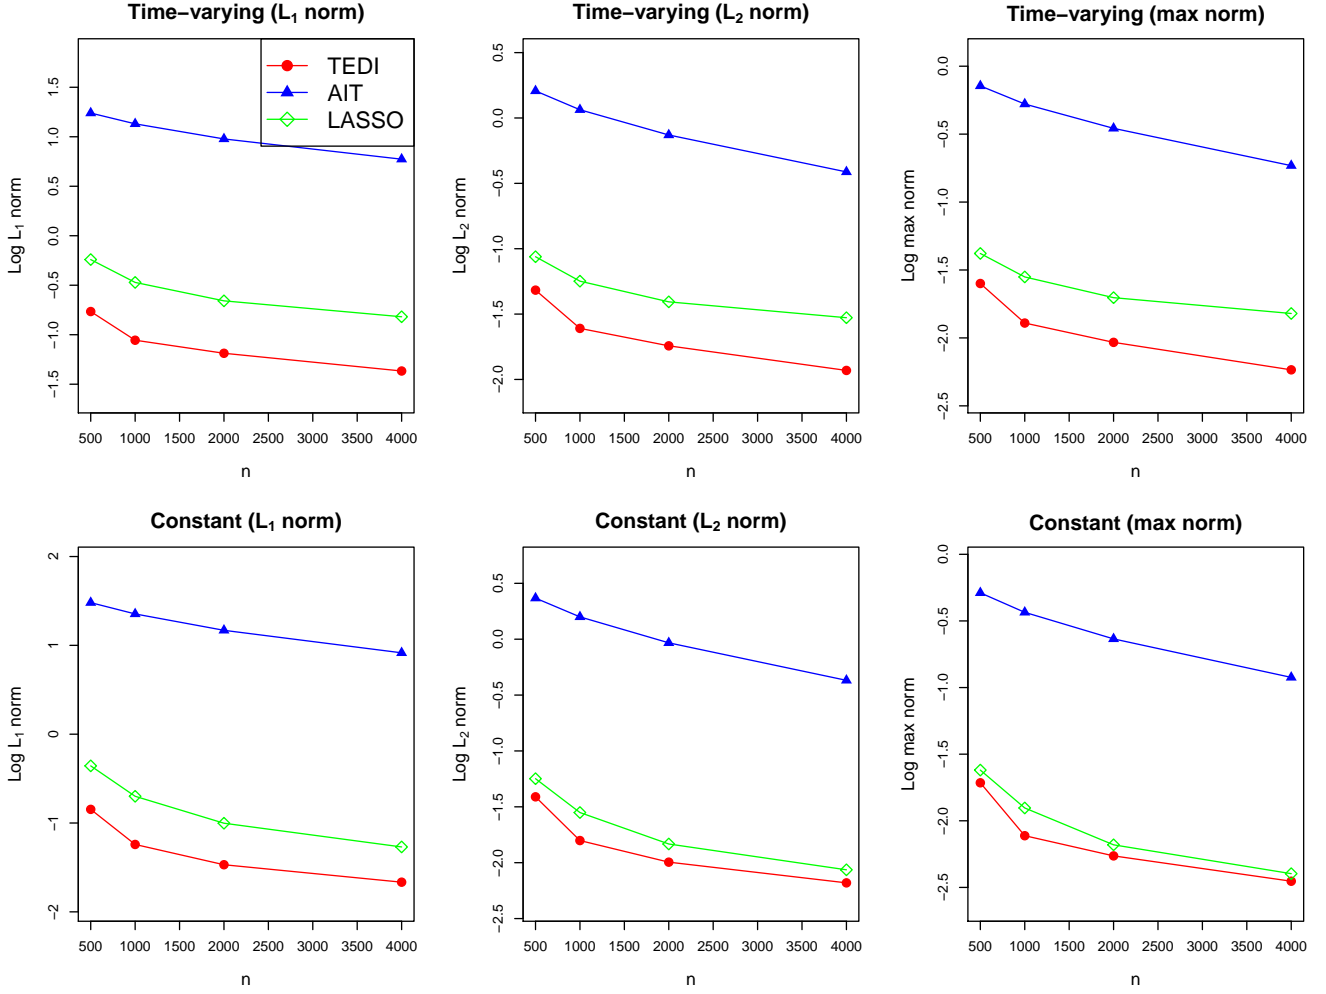 Time−varying (L₁ norm)
TEDI
AIT
LASSO
Log L₁ norm
1.5
1.0
0.5
0.0
−0.5
−1.0
−1.5
500 1000 1500 2000 2500 3000 3500 4000
n
Time−varying (L₂ norm)
Log L₂ norm
0.5
0.0
−0.5
−1.0
−1.5
−2.0
500 1000 1500 2000 2500 3000 3500 4000
n
Time−varying (max norm)
Log max norm
0.0
−0.5
−1.0
−1.5
−2.0
−2.5
500 1000 1500 2000 2500 3000 3500 4000
n
Constant (L₁ norm)
Log L₁ norm
2
1
0
−1
−2
500 1000 1500 2000 2500 3000 3500 4000
n
Constant (L₂ norm)
Log L₂ norm
0.5
0.0
−0.5
−1.0
−1.5
−2.0
−2.5
500 1000 1500 2000 2500 3000 3500 4000
n
Constant (max norm)
Log max norm
0.0
−0.5
−1.0
−1.5
−2.0
−2.5
500 1000 1500 2000 2500 3000 3500 4000
n